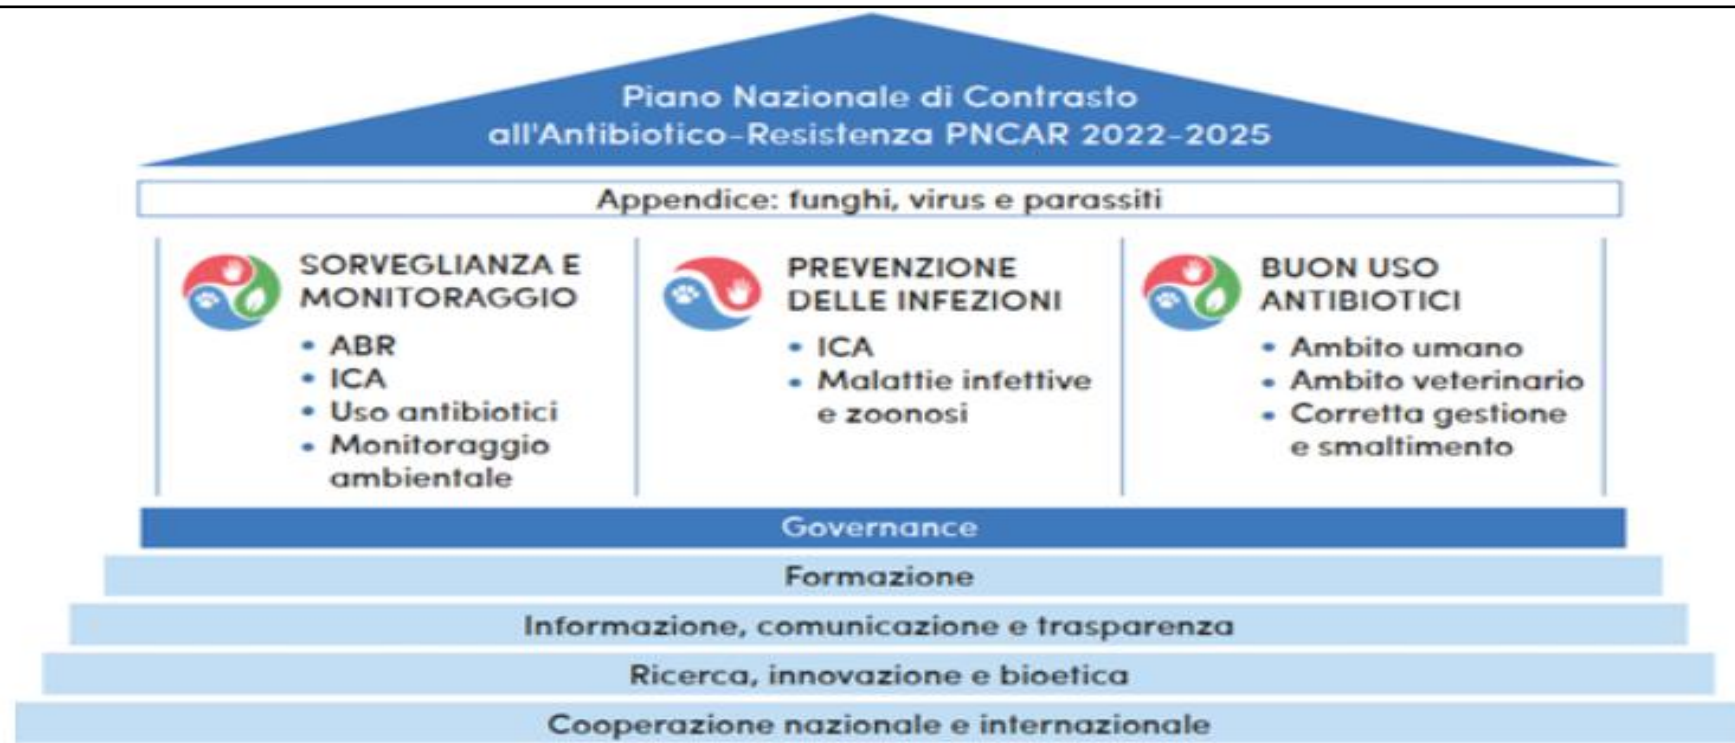 Piano Nazionale di Contrasto
all'Antibiotico-Resistenza PNCAR 2022-2025
Appendice: funghi, virus e parassiti
SORVEGLIANZA E
MONITORAGGIO
• ABR
• ICA
• Uso antibiotici
• Monitoraggio
ambientale
PREVENZIONE
DELLE INFEZIONI
• ICA
• Malattie infettive
e zoonosi
BUON USO
ANTIBIOTICI
• Ambito umano
• Ambito veterinario
• Corretta gestione
e smaltimento
Governance
Formazione
Informazione, comunicazione e trasparenza
Ricerca, innovazione e bioetica
Cooperazione nazionale e internazionale